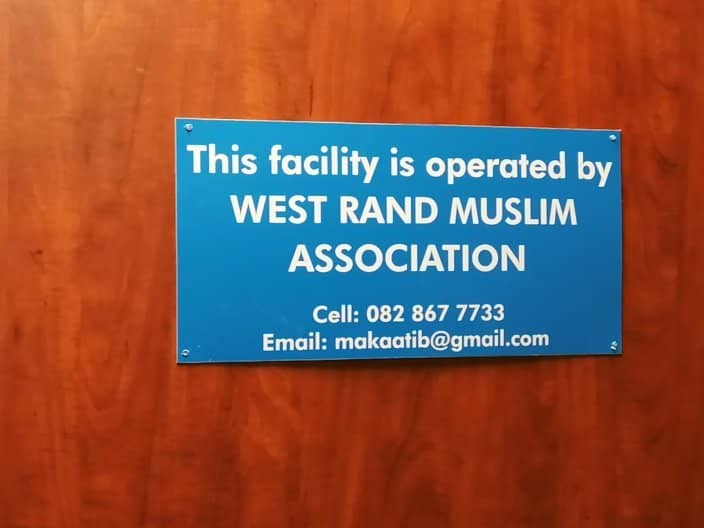 This facility is operated by
WEST RAND MUSLIM
ASSOCIATION
Cell: 082 867 7733
Email: makaatib@gmail.com